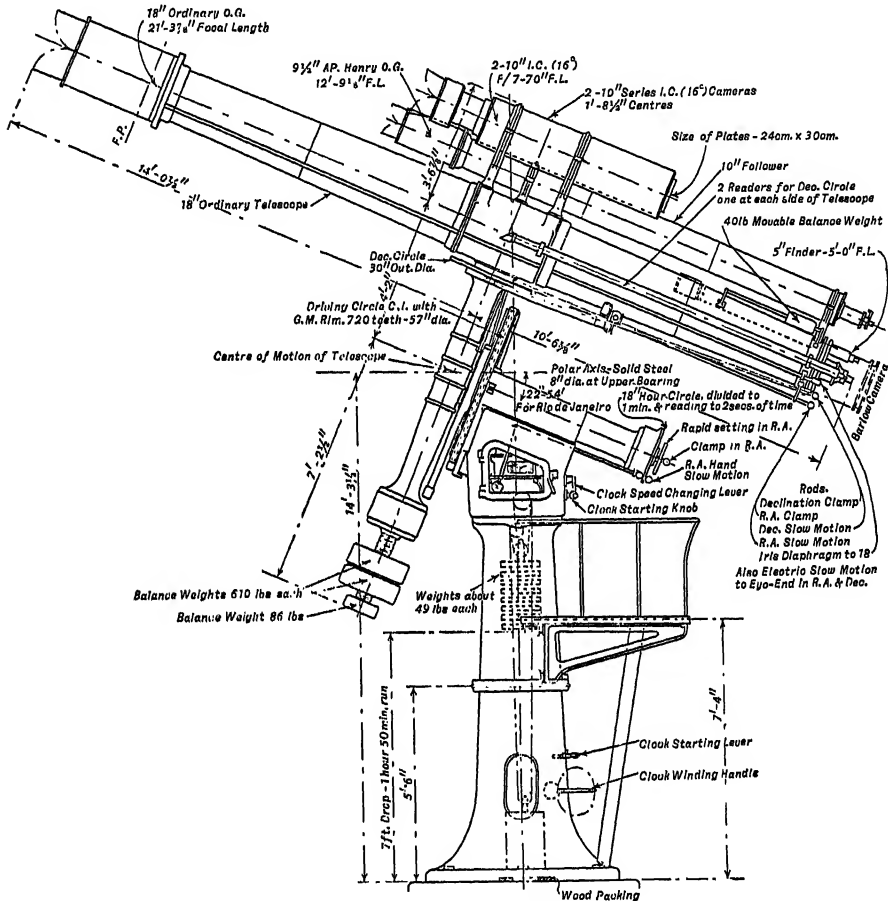 18" Ordinary O.G.
21'-3⅞" Focal Length
9½" AP. Henry O.G.
12'-9⅛" F.L.
2-10" I.C. (16°)
F/7-70" F.L.
2-10" Series I.C. (16°) Cameras
1'-8½" Centres
Size of Plates - 24cm. x 30cm.
10" Follower
2 Readers for Dec. Circle
one at each side of Telescope
40lb Movable Balance Weight
5" Finder - 5'-0" F.L.
F.P.
14'-0½"
3'-6⅞"
18" Ordinary Telescope
Dec. Circle
30" Out. Dia.
4'-2"
Driving Circle C.I. with
G.M. Rim. 720 teeth - 57" dia.
10'-6⅝"
Centre of Motion of Telescope
Polar Axis-Solid Steel
8" dia. at Upper Bearing
22°-54'
For Rio de Janeiro
18" Hour-Circle, divided to
1 min. & reading to 2 secs. of time
Barlow Camera
Rapid setting in R.A.
Clamp in R.A.
R.A. Hand
Slow Motion
7'-2½"
14'-3½"
Clock Speed Changing Lever
Clock Starting Knob
Rods.
Declination Clamp
R.A. Clamp
Dec. Slow Motion
R.A. Slow Motion
Iris Diaphragm to 18
Also Electric Slow Motion
to Eye-End in R.A. & Dec.
Balance Weights 610 lbs each
Balance Weight 86 lbs
Weights about
49 lbs each
7ft. Drop - 1 hour 50 min. run
5'-6"
7'-4"
Clock Starting Lever
Clock Winding Handle
Wood Packing